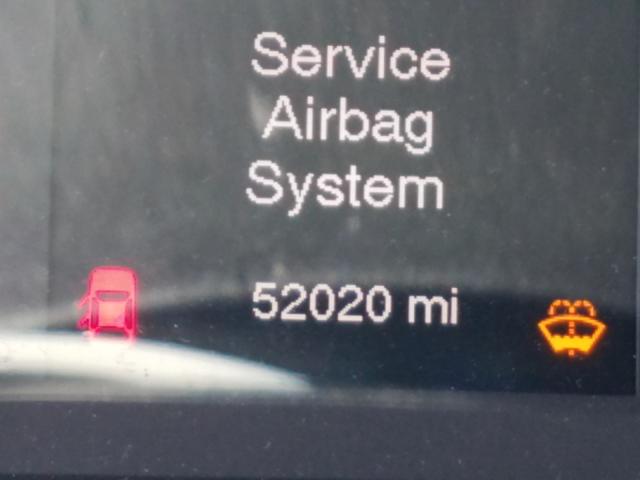 Service
Airbag
System
52020 mi